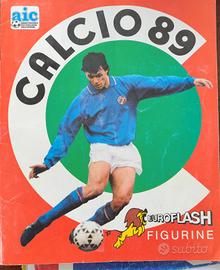 aic
CALCIO 89
EUROFLASH
FIGURINE
subito